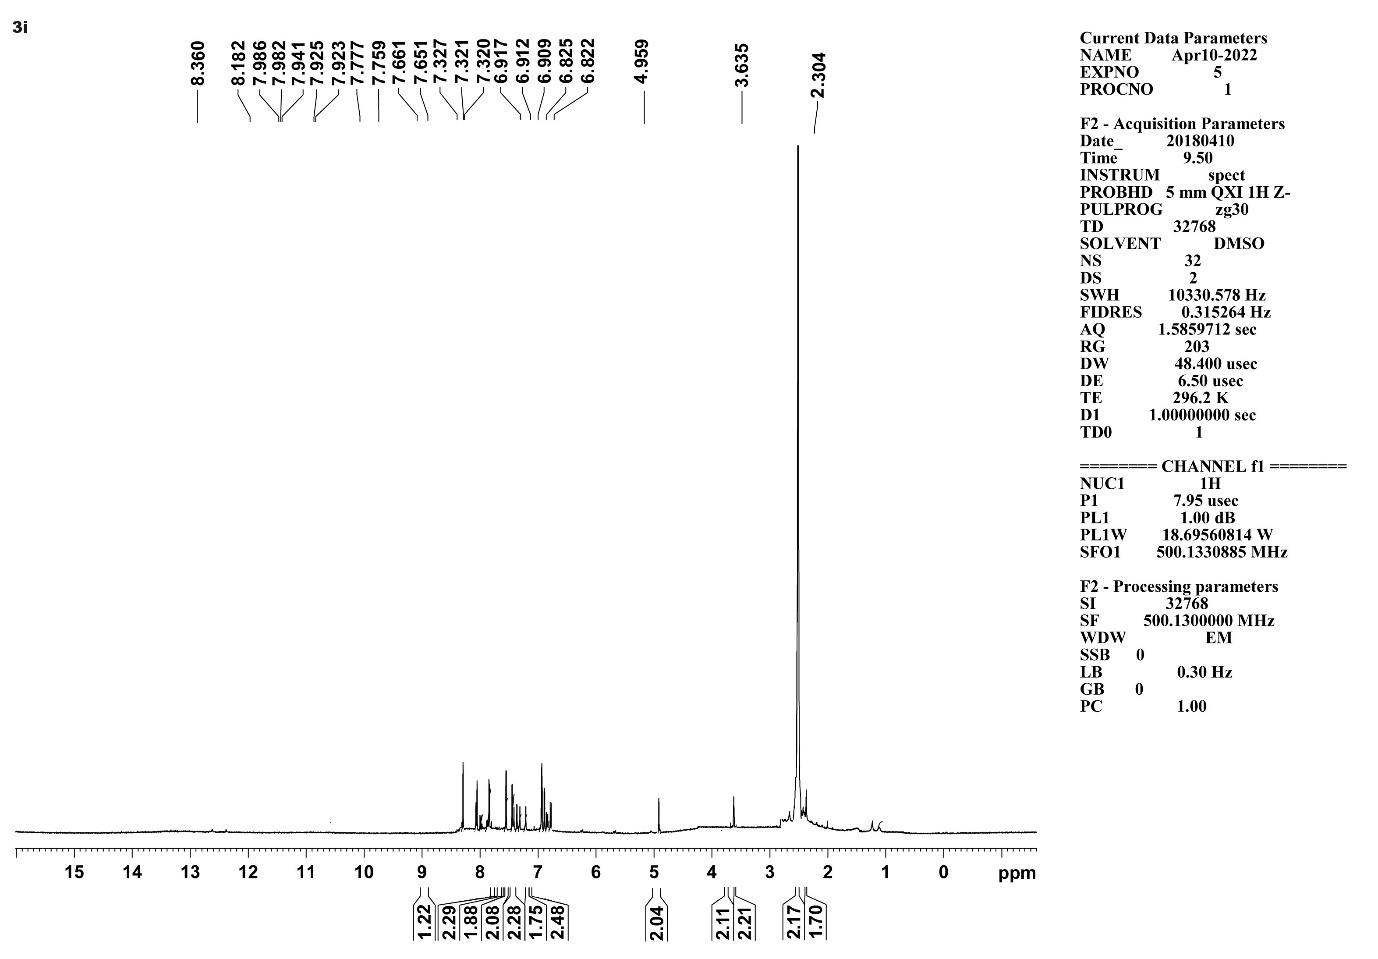 3i
8.360
8.182
7.986
7.982
7.941
7.925
7.923
7.777
7.759
7.661
7.651
7.327
7.321
7.320
6.917
6.912
6.909
6.825
6.822
4.959
3.635
2.304
Current Data Parameters
NAME Apr10-2022
EXPNO 5
PROCNO 1
F2 - Acquisition Parameters
Date_ 20180410
Time 9.50
INSTRUM spect
PROBHD 5 mm QXI 1H Z-
PULPROG zg30
TD 32768
SOLVENT DMSO
NS 32
DS 2
SWH 10330.578 Hz
FIDRES 0.315264 Hz
AQ 1.5859712 sec
RG 203
DW 48.400 usec
DE 6.50 usec
TE 296.2 K
D1 1.00000000 sec
TD0 1
======== CHANNEL f1 ========
NUC1 1H
P1 7.95 usec
PL1 1.00 dB
PL1W 18.69560814 W
SFO1 500.1330885 MHz
F2 - Processing parameters
SI 32768
SF 500.1300000 MHz
WDW EM
SSB 0
LB 0.30 Hz
GB 0
PC 1.00
15 14 13 12 11 10 9 8 7 6 5 4 3 2 1 0 ppm
1.22
2.29
1.88
2.08
2.28
1.75
2.48
2.04
2.11
2.21
2.17
1.70